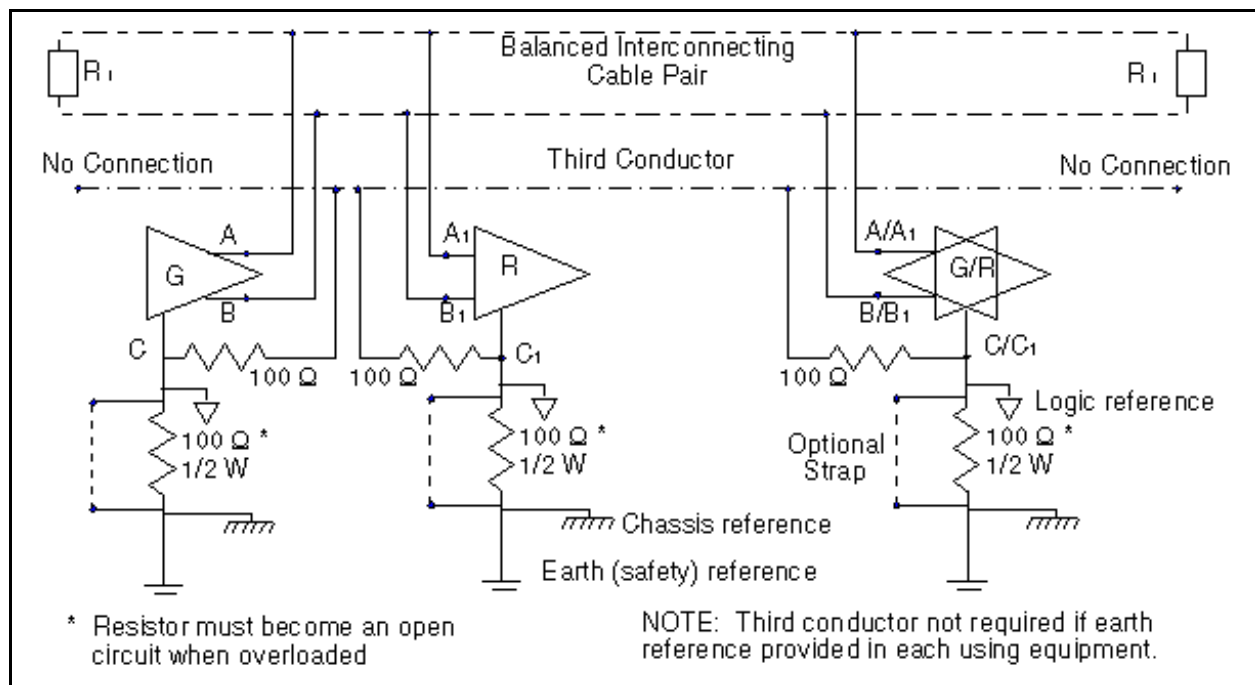 Balanced Interconnecting
Cable Pair
Rı
Rı
No Connection
Third Conductor
No Connection
A
A₁
A/A₁
G
R
G/R
B
B₁
B/B₁
C
C₁
C/C₁
100 Ω
100 Ω
100 Ω
Logic reference
100 Ω *
1/2 W
100 Ω *
1/2 W
Optional
Strap
100 Ω *
1/2 W
Chassis reference
Earth (safety) reference
* Resistor must become an open
circuit when overloaded
NOTE: Third conductor not required if earth
reference provided in each using equipment.